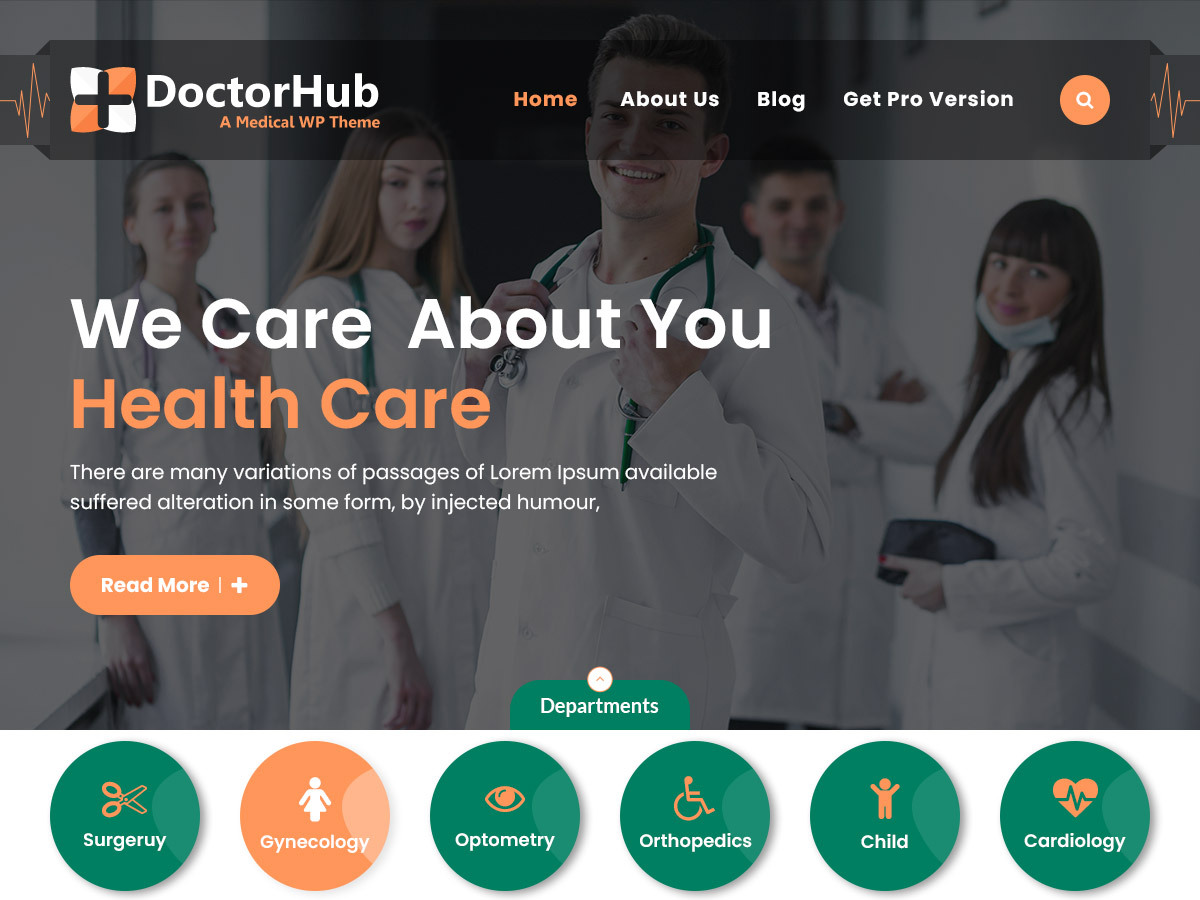 DoctorHub
A Medical WP Theme
Home About Us Blog Get Pro Version
We Care About You
Health Care
There are many variations of passages of Lorem Ipsum available
suffered alteration in some form, by injected humour,
Read More
Departments
Surgeruy Gynecology Optometry Orthopedics Child Cardiology